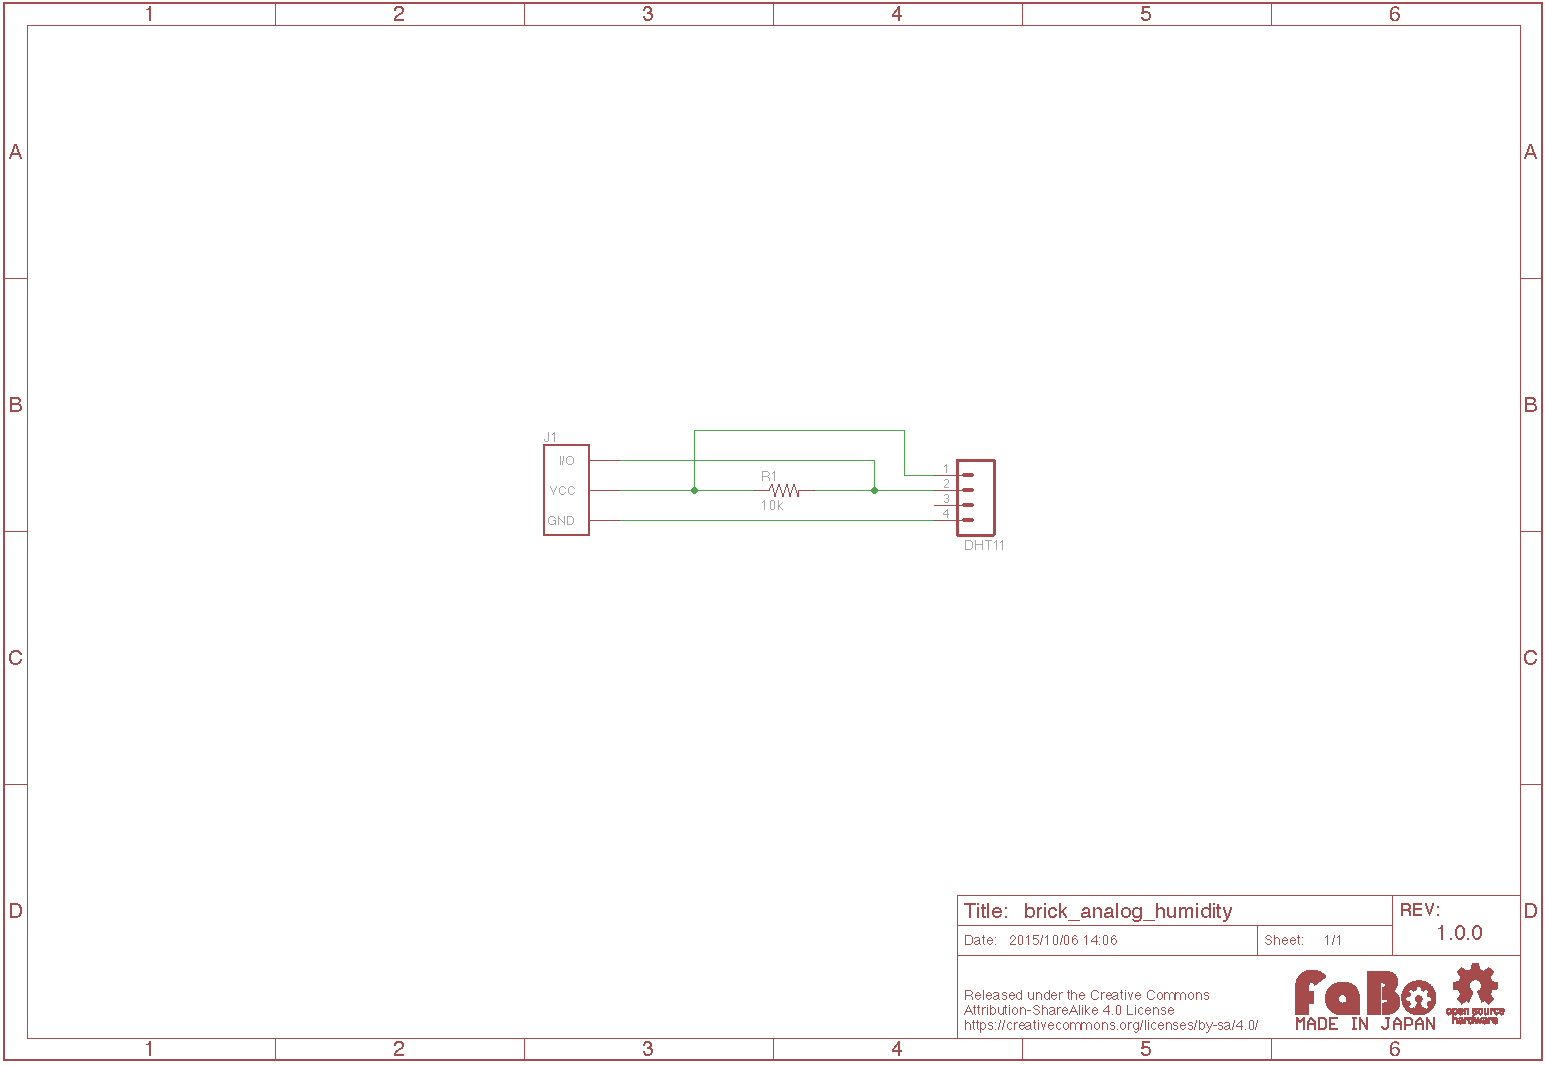 1 2 3 4 5 6
A A
B B
J1
I/O
VCC
GND
R1
10k
1
2
3
4
DHT11
C C
D D
Title: brick_analog_humidity
REV:
1.0.0
Date: 2015/10/06 14:06
Sheet: 1/1
Released under the Creative Commons
Attribution-ShareAlike 4.0 License
https://creativecommons.org/licenses/by-sa/4.0/
FaBo
MADE IN JAPAN
open source
hardware
1 2 3 4 5 6